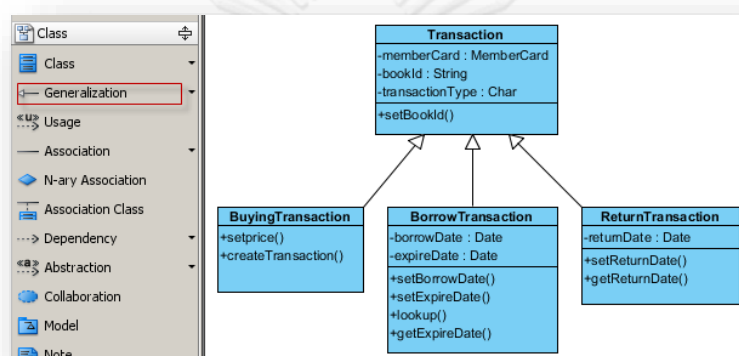 Class
Class
Generalization
«U» Usage
Association
N-ary Association
Association Class
Dependency
«a» Abstraction
Collaboration
Model
Note
Transaction
-memberCard : MemberCard
-bookId : String
-transactionType : Char
+setBookId()
BuyingTransaction
+setprice()
+createTransaction()
BorrowTransaction
-borrowDate : Date
-expireDate : Date
+setBorrowDate()
+setExpireDate()
+lookup()
+getExpireDate()
ReturnTransaction
-returnDate : Date
+setReturnDate()
+getReturnDate()